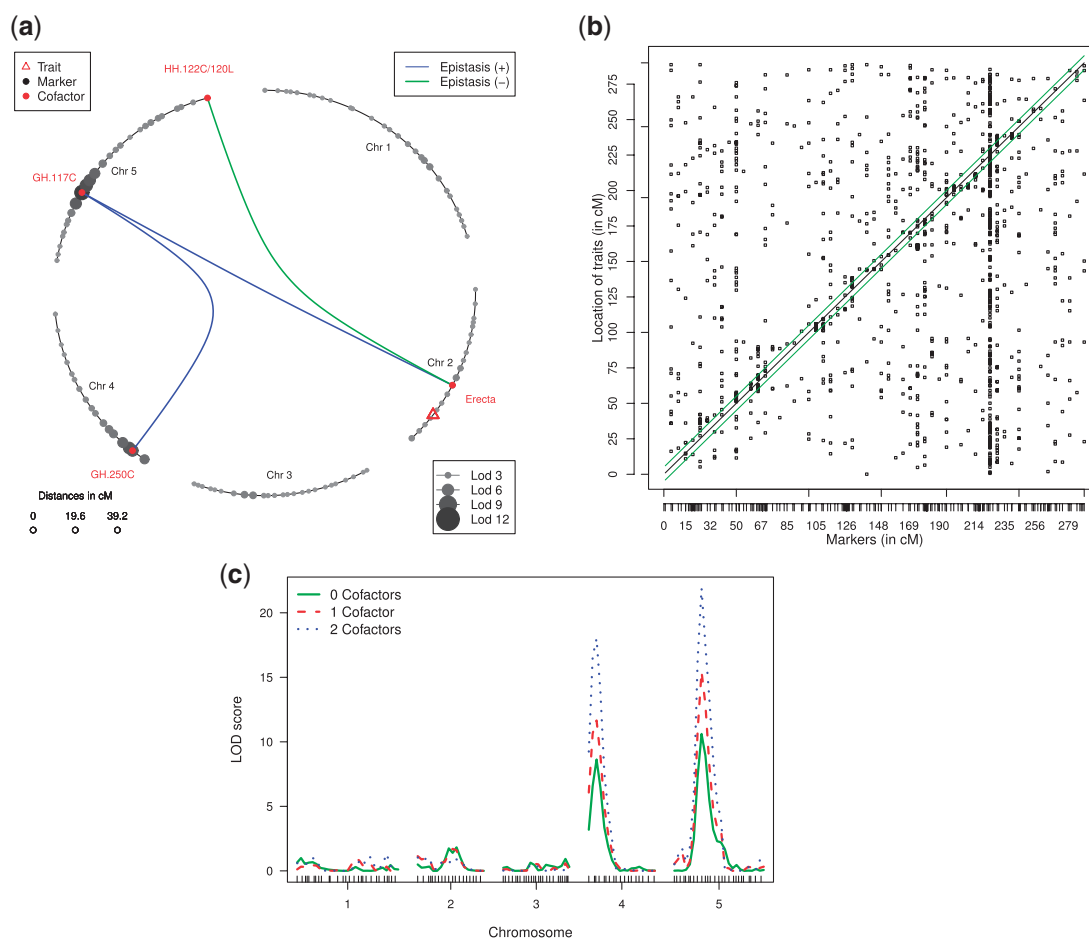 (a)
Trait
Marker
Cofactor
HH.122C/120L
Epistasis (+)
Epistasis (−)
Chr 1
Chr 5
GH.117C
Chr 2
Erecta
Chr 4
GH.250C
Chr 3
Distances in cM
0 19.6 39.2
Lod 3
Lod 6
Lod 9
Lod 12
(b)
Location of traits (in cM)
275
250
225
200
175
150
125
100
75
50
25
0
0 15 32 50 67 85 105 126 148 169 190 214 235 256 279
Markers (in cM)
(c)
0 Cofactors
1 Cofactor
2 Cofactors
LOD score
20
15
10
5
0
1 2 3 4 5
Chromosome